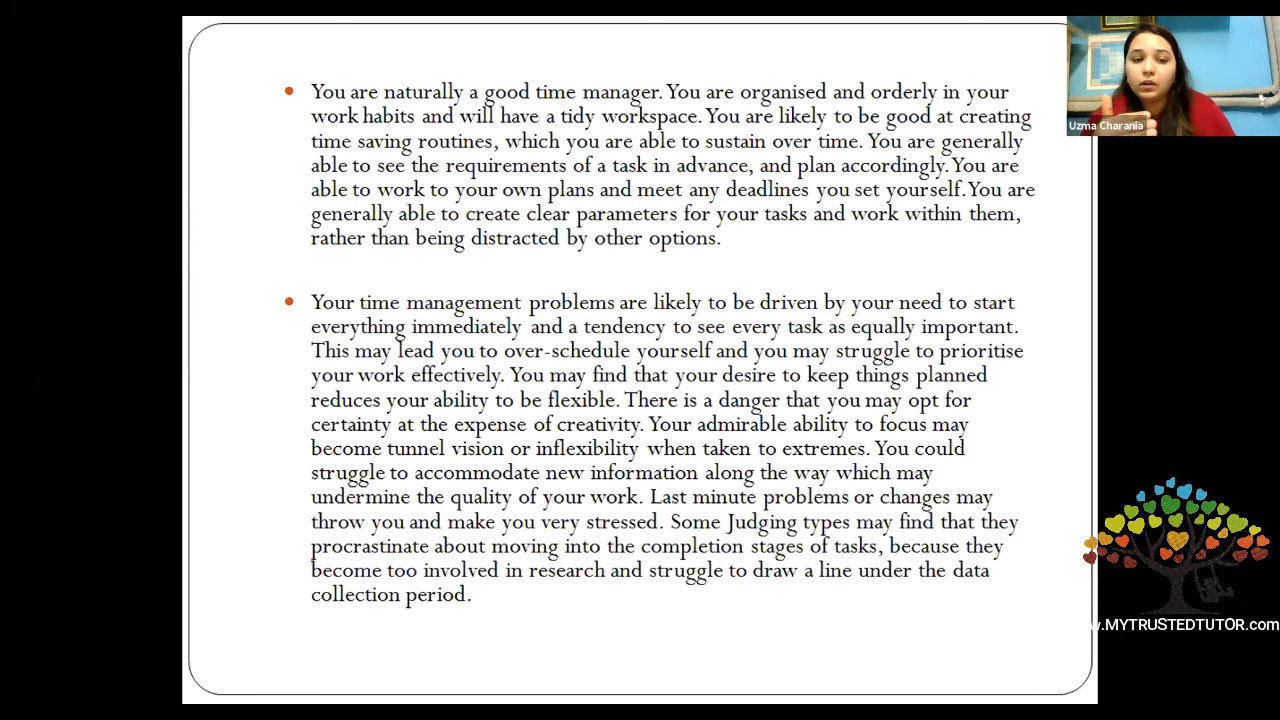 You are naturally a good time manager. You are organised and orderly in your
work habits and will have a tidy workspace. You are likely to be good at creating
time saving routines, which you are able to sustain over time. You are generally
able to see the requirements of a task in advance, and plan accordingly. You are
able to work to your own plans and meet any deadlines you set yourself. You are
generally able to create clear parameters for your tasks and work within them,
rather than being distracted by other options.
Your time management problems are likely to be driven by your need to start
everything immediately and a tendency to see every task as equally important.
This may lead you to over-schedule yourself and you may struggle to prioritise
your work effectively. You may find that your desire to keep things planned
reduces your ability to be flexible. There is a danger that you may opt for
certainty at the expense of creativity. Your admirable ability to focus may
become tunnel vision or inflexibility when taken to extremes. You could
struggle to accommodate new information along the way which may
undermine the quality of your work. Last minute problems or changes may
throw you and make you very stressed. Some Judging types may find that they
procrastinate about moving into the completion stages of tasks, because they
become too involved in research and struggle to draw a line under the data
collection period.
Uzma Charania
w.MYTRUSTEDTUTOR.com